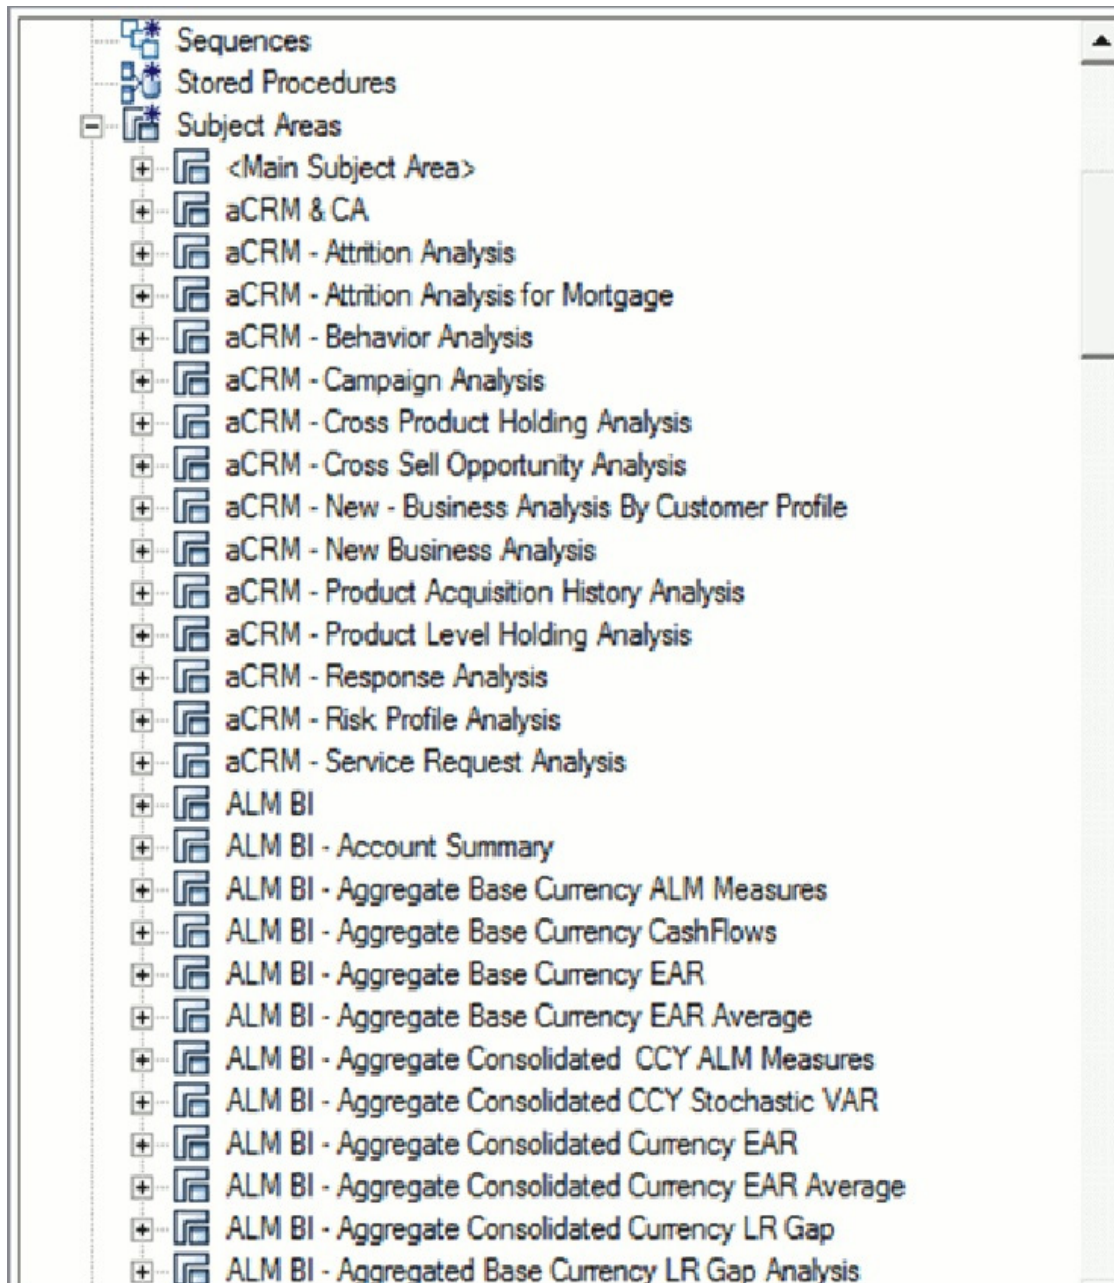 Sequences
Stored Procedures
Subject Areas
<Main Subject Area>
aCRM & CA
aCRM - Attrition Analysis
aCRM - Attrition Analysis for Mortgage
aCRM - Behavior Analysis
aCRM - Campaign Analysis
aCRM - Cross Product Holding Analysis
aCRM - Cross Sell Opportunity Analysis
aCRM - New - Business Analysis By Customer Profile
aCRM - New Business Analysis
aCRM - Product Acquisition History Analysis
aCRM - Product Level Holding Analysis
aCRM - Response Analysis
aCRM - Risk Profile Analysis
aCRM - Service Request Analysis
ALM BI
ALM BI - Account Summary
ALM BI - Aggregate Base Currency ALM Measures
ALM BI - Aggregate Base Currency CashFlows
ALM BI - Aggregate Base Currency EAR
ALM BI - Aggregate Base Currency EAR Average
ALM BI - Aggregate Consolidated  CCY ALM Measures
ALM BI - Aggregate Consolidated CCY Stochastic VAR
ALM BI - Aggregate Consolidated Currency EAR
ALM BI - Aggregate Consolidated Currency EAR Average
ALM BI - Aggregate Consolidated Currency LR Gap
ALM BI - Aggregated Base Currency LR Gap Analysis